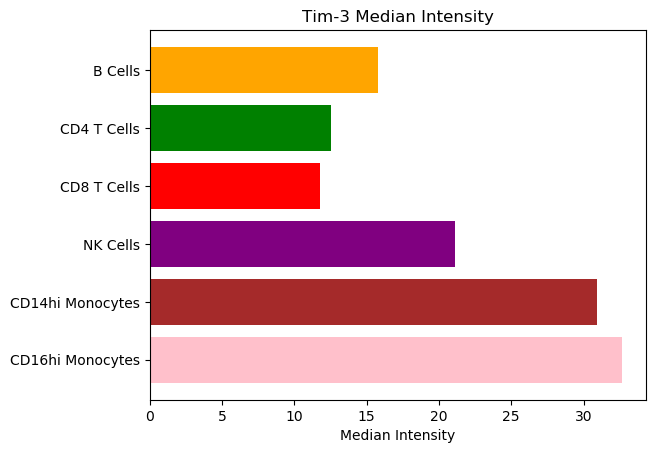 Tim-3 Median Intensity
B Cells
CD4 T Cells
CD8 T Cells
NK Cells
CD14hi Monocytes
CD16hi Monocytes
0 5 10 15 20 25 30
Median Intensity